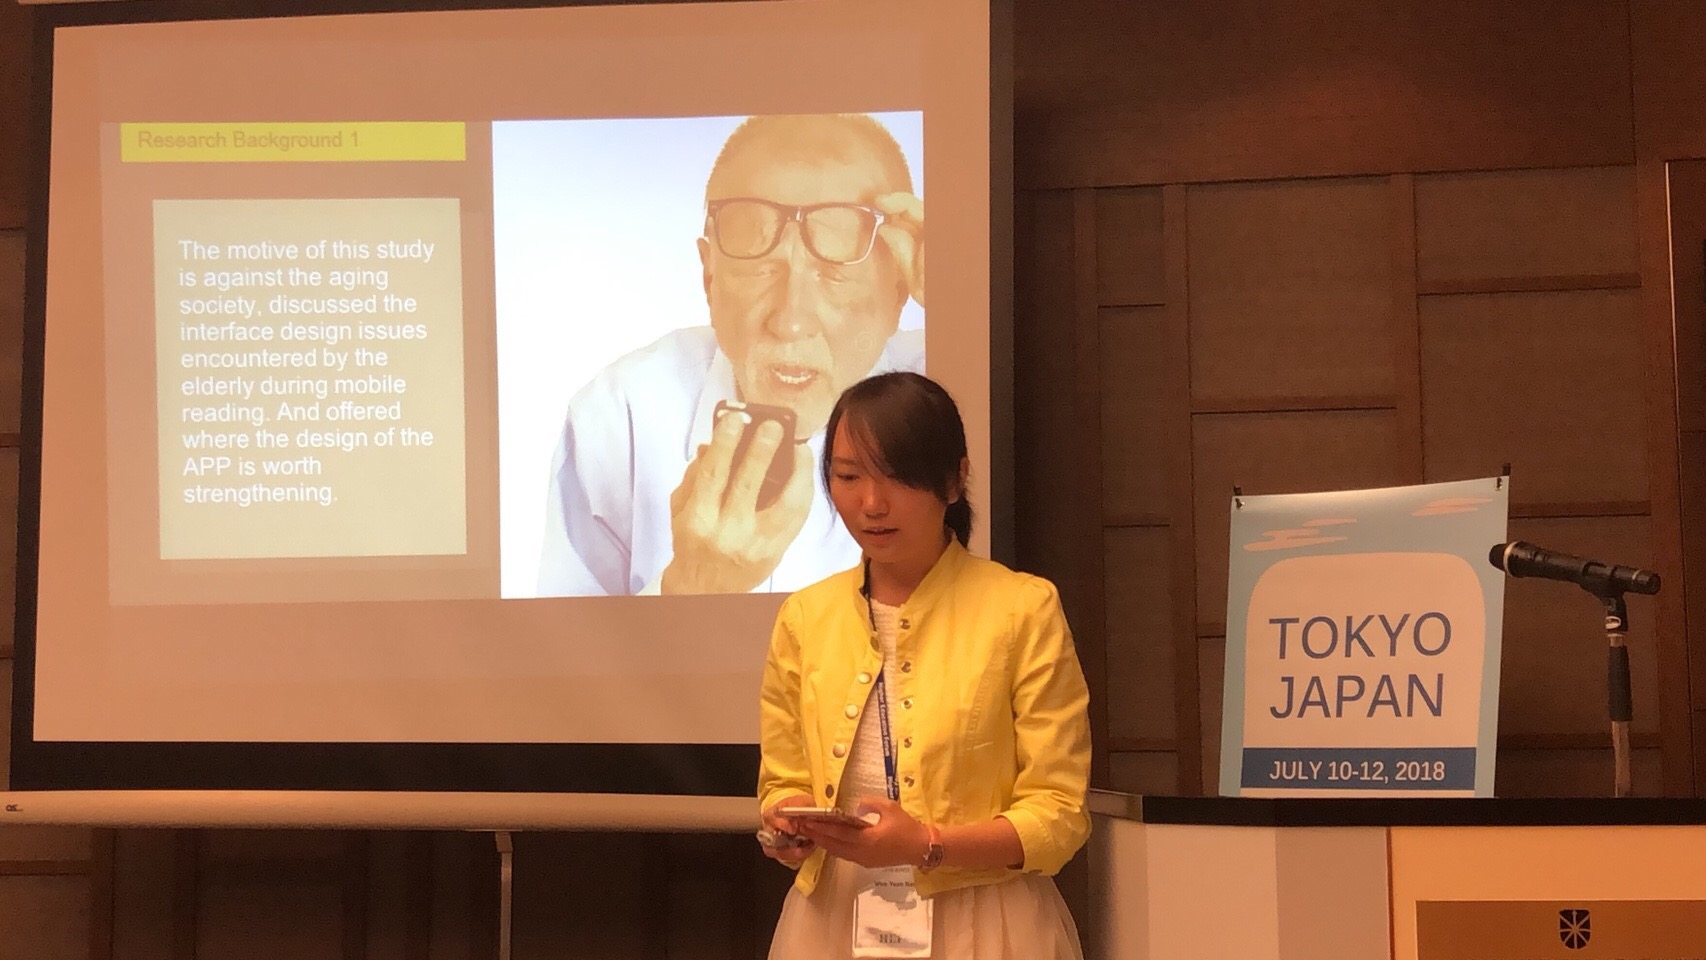 Research Background 1
The motive of this study
is against the aging
society, discussed the
interface design issues
encountered by the
elderly during mobile
reading. And offered
where the design of the
APP is worth
strengthening.
TOKYO
JAPAN
JULY 10-12, 2018